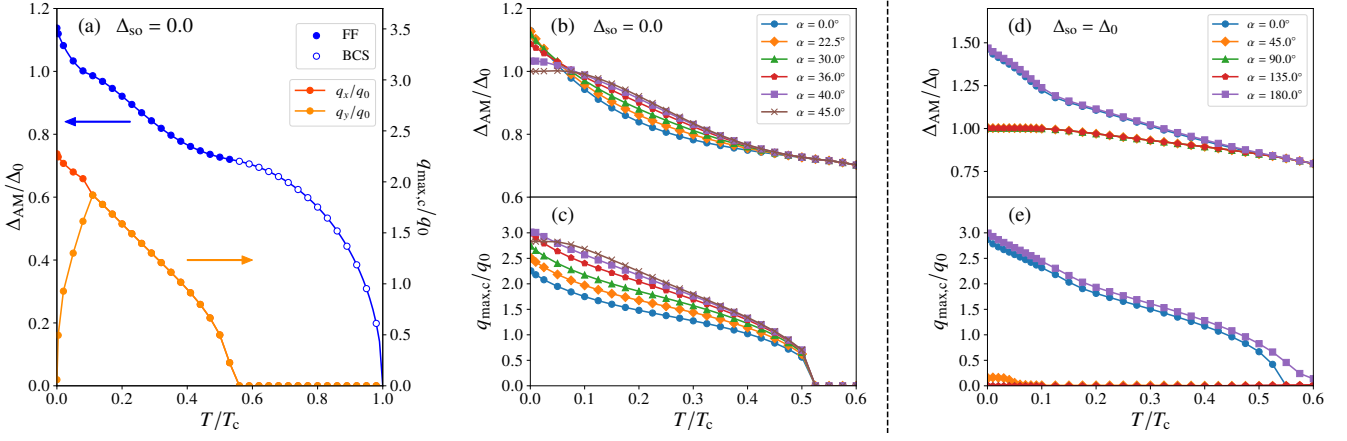 (a)
Δso = 0.0
FF
BCS
qx/q0
qy/q0
ΔAM/Δ0
0.0
0.2
0.4
0.6
0.8
1.0
1.2
qmax,c/q0
0.0
0.5
1.0
1.5
2.0
2.5
3.0
3.5
0.0 0.2 0.4 0.6 0.8 1.0
T/Tc
(b)
Δso = 0.0
α = 0.0°
α = 22.5°
α = 30.0°
α = 36.0°
α = 40.0°
α = 45.0°
ΔAM/Δ0
1.2
1.0
0.8
0.6
(c)
qmax,c/q0
3.0
2.5
2.0
1.5
1.0
0.5
0.0
0.0 0.1 0.2 0.3 0.4 0.5 0.6
T/Tc
(d)
Δso = Δ0
α = 0.0°
α = 45.0°
α = 90.0°
α = 135.0°
α = 180.0°
ΔAM/Δ0
1.50
1.25
1.00
0.75
(e)
qmax,c/q0
3.0
2.5
2.0
1.5
1.0
0.5
0.0
0.0 0.1 0.2 0.3 0.4 0.5 0.6
T/Tc